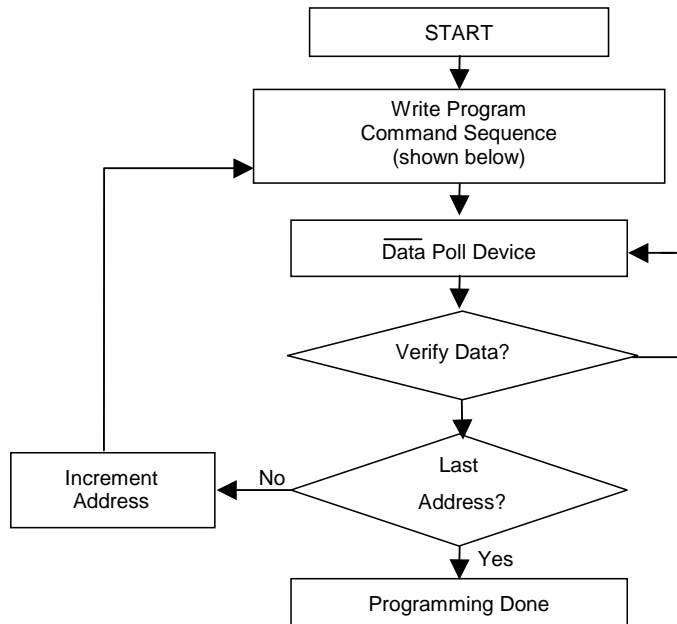 START
Write Program
Command Sequence
(shown below)
Data Poll Device
Verify Data?
Last
Address?
No
Increment
Address
Yes
Programming Done